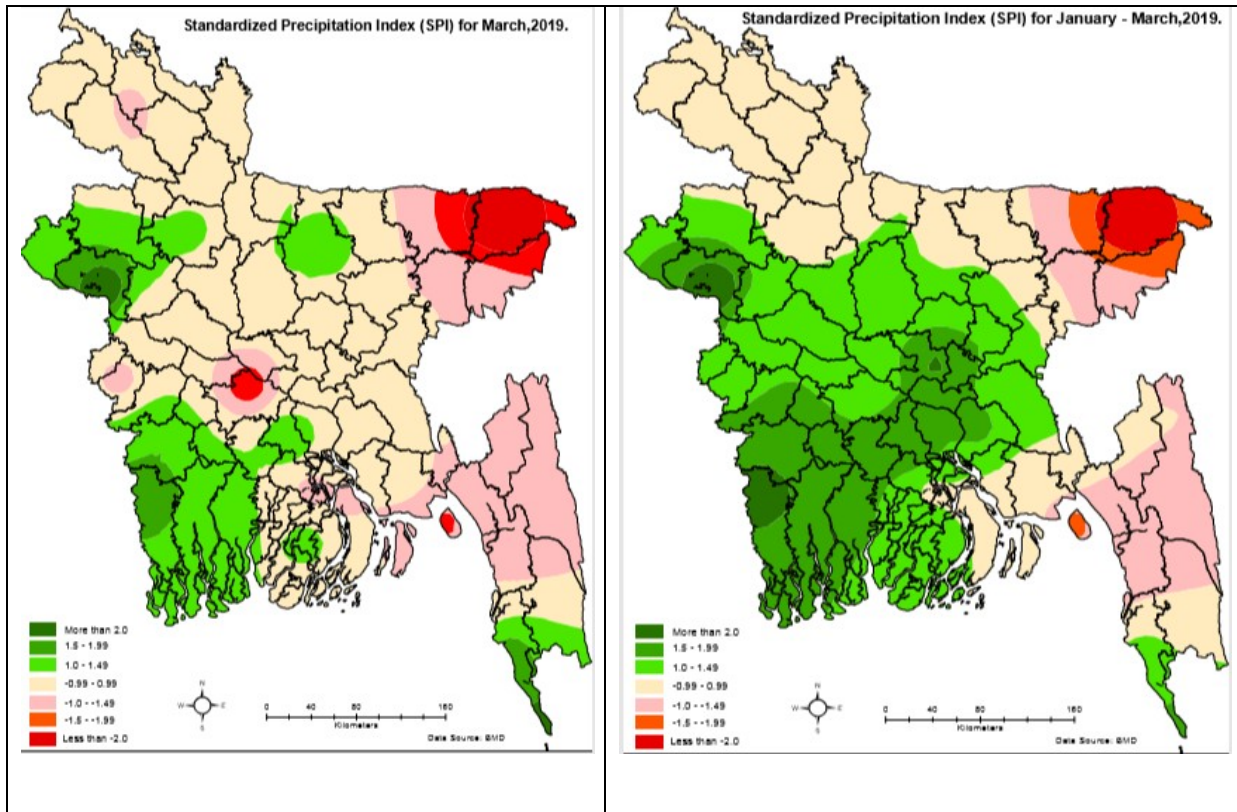 Standardized Precipitation Index (SPI) for March,2019.
More than 2.0
1.5 - 1.99
1.0 - 1.49
-0.99 - 0.99
-1.0 - -1.49
-1.5 - -1.99
Less than -2.0
N
W
E
S
0 40 80 160
Kilometers
Data Source: BMD
Standardized Precipitation Index (SPI) for January - March,2019.
More than 2.0
1.5 - 1.99
1.0 - 1.49
-0.99 - 0.99
-1.0 - -1.49
-1.5 - -1.99
Less than -2.0
N
W
E
S
0 40 80 160
Kilometers
Data Source: BMD